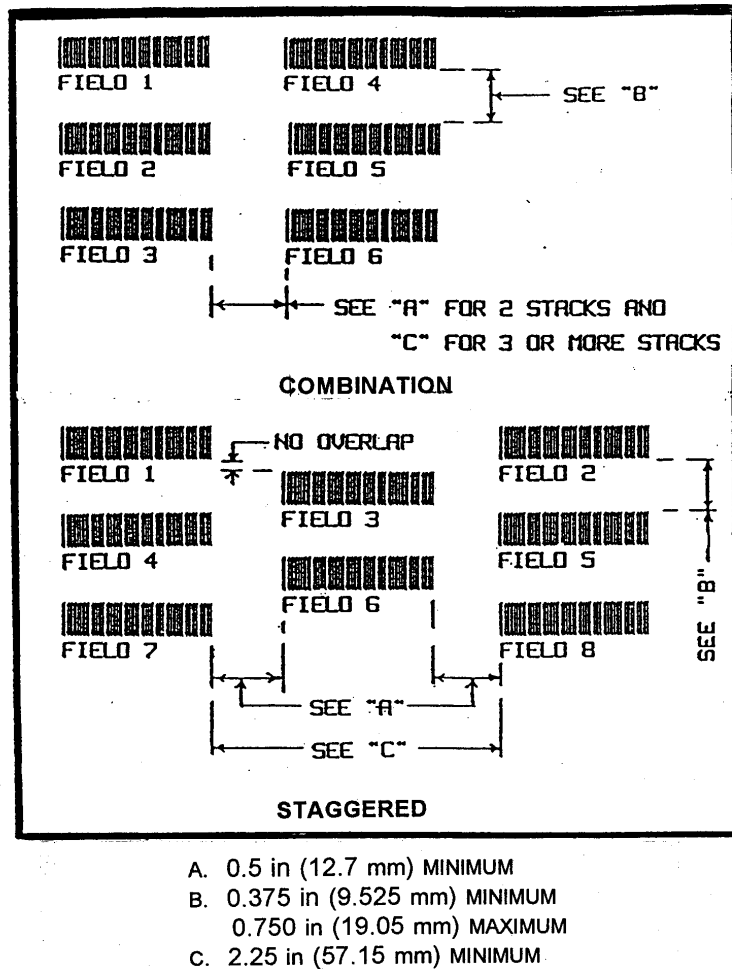 FIELD 1 FIELD 4
SEE "B"
FIELD 2 FIELD 5
FIELD 3 FIELD 6
SEE "A" FOR 2 STACKS AND
"C" FOR 3 OR MORE STACKS
COMBINATION
NO OVERLAP
FIELD 1 FIELD 2
FIELD 3
FIELD 4 FIELD 5
SEE "B"
FIELD 6
FIELD 7 FIELD 8
SEE "A"
SEE "C"
STAGGERED
A. 0.5 in (12.7 mm) MINIMUM
B. 0.375 in (9.525 mm) MINIMUM
0.750 in (19.05 mm) MAXIMUM
C. 2.25 in (57.15 mm) MINIMUM